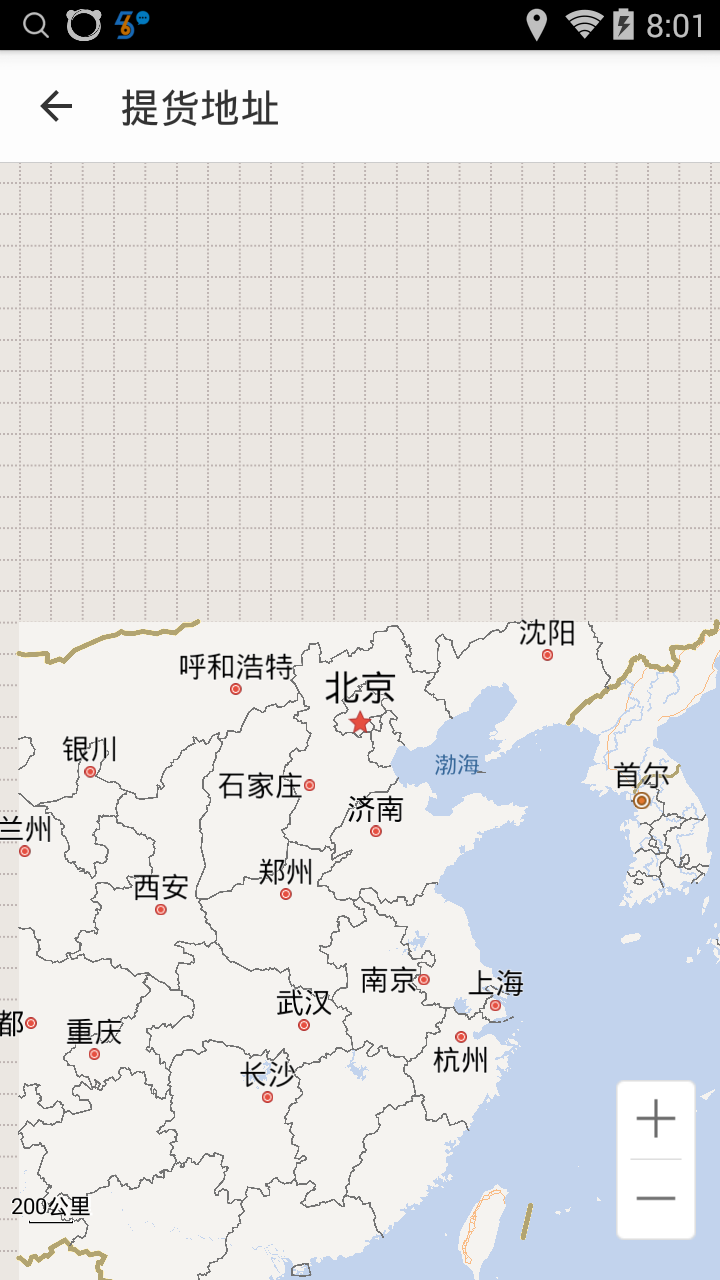 8:01
提货地址
沈阳
呼和浩特
北京
银川
渤海
首尔
石家庄
济南
兰州
郑州
西安
南京
上海
武汉
都
重庆
杭州
长沙
200公里